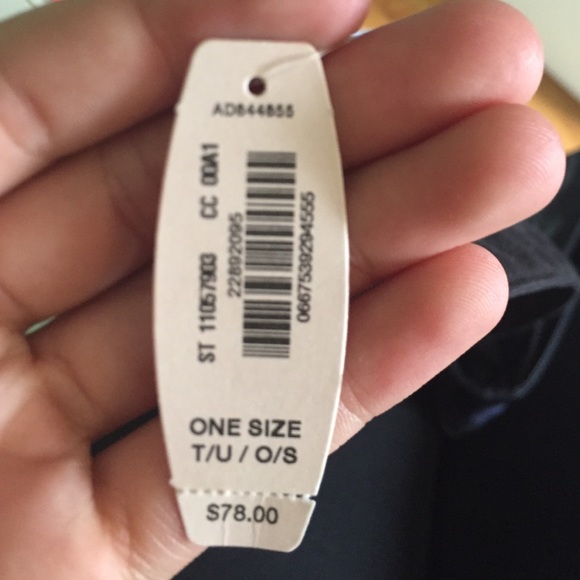 AD844855
ST 11057903 CC 00A1
22892095
0667539294555
ONE SIZE
T/U / O/S
$78.00